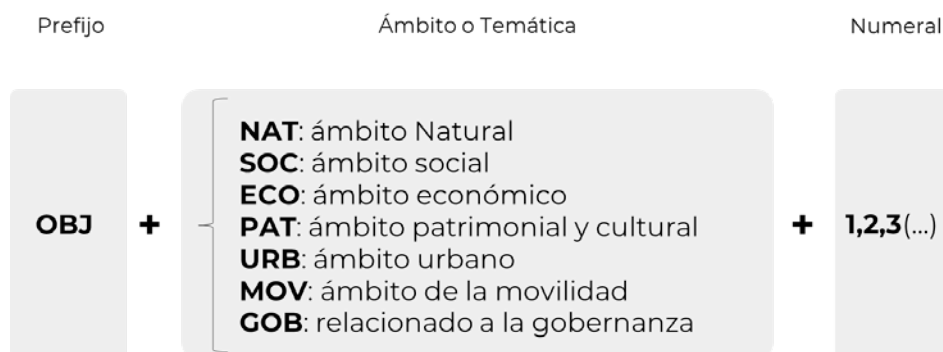 Prefijo
Ámbito o Temática
Numeral
NAT: ámbito Natural
SOC: ámbito social
ECO: ámbito económico
OBJ + PAT: ámbito patrimonial y cultural + 1,2,3(...)
URB: ámbito urbano
MOV: ámbito de la movilidad
GOB: relacionado a la gobernanza